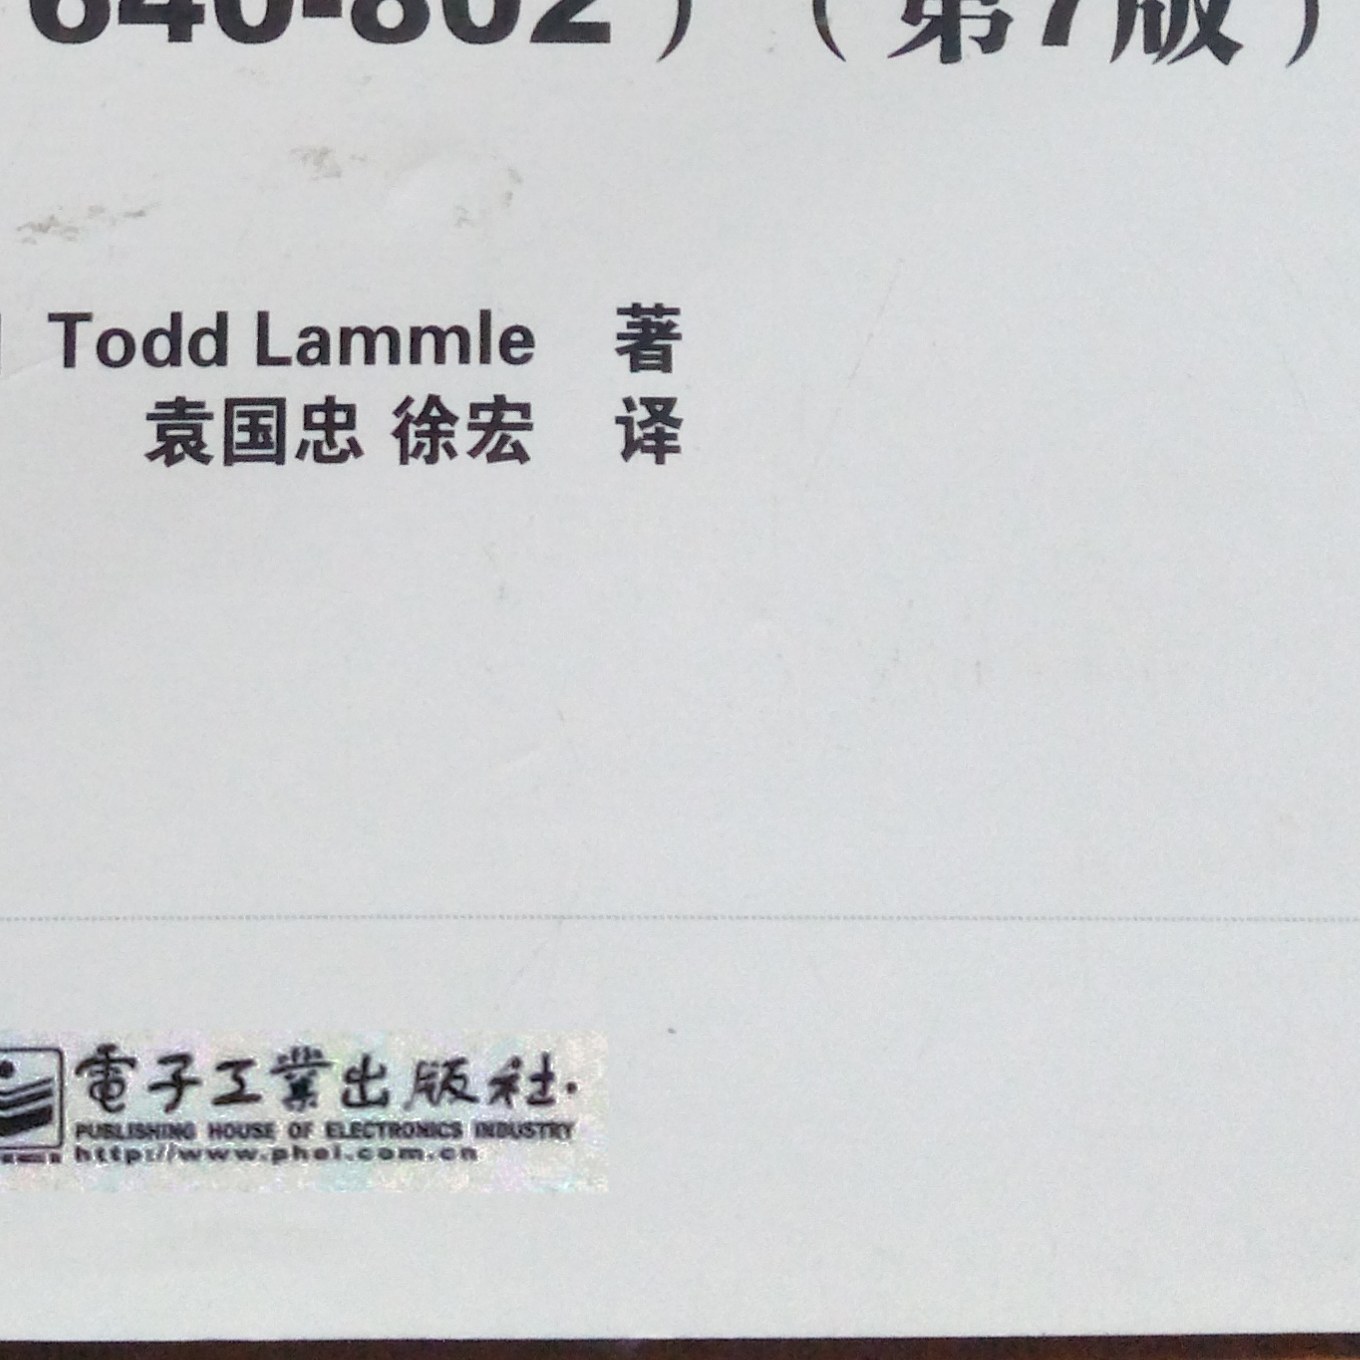 640-802）（第7版）
Todd Lammle 著
袁国忠 徐宏 译
電子工業出版社·
PUBLISHING HOUSE OF ELECTRONICS INDUSTRY
http://www.phei.com.cn